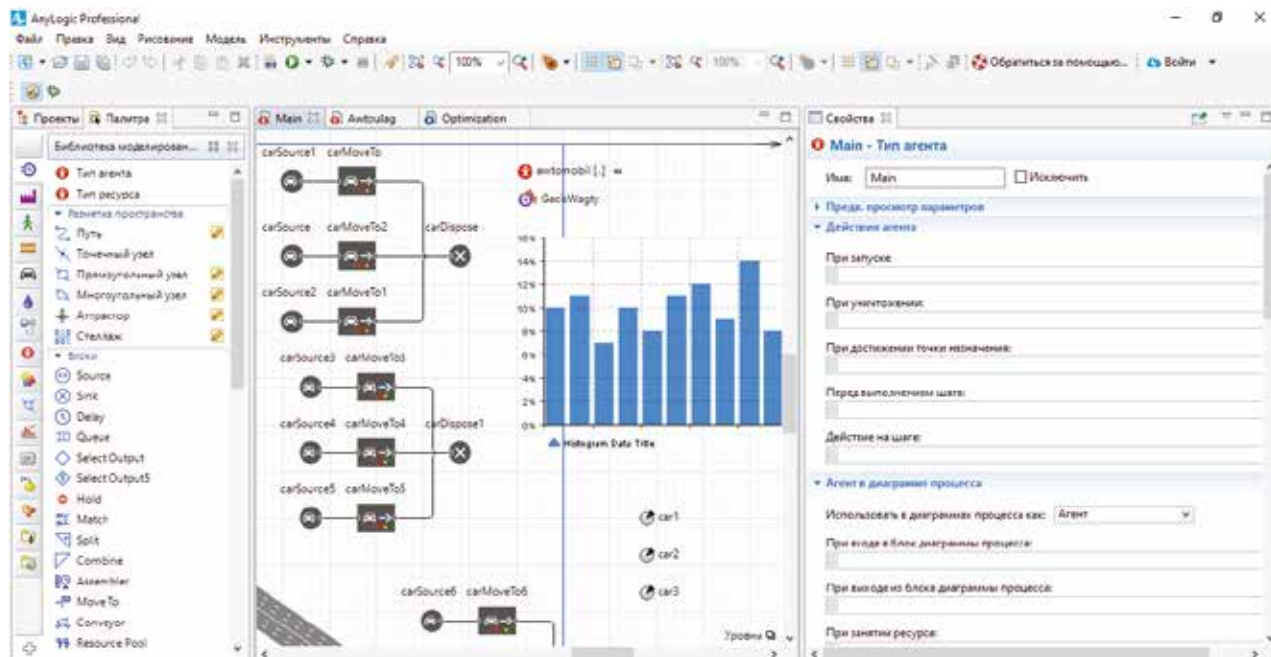 AnyLogic Professional
Файл Правка Вид Рисование Модель Инструменты Справка
100% 100% Обратиться за помощью... Войти
Проекты Палитра
Библиотека моделирован...
Тип агента
Тип ресурса
Разметка пространства
Путь
Точечный узел
Прямоугольный узел
Многоугольный узел
Аттрактор
Стеллаж
Блоки
Source
Sink
Delay
Queue
SelectOutput
SelectOutput5
Hold
Match
Split
Combine
Assembler
MoveTo
Conveyor
Resource Pool
Main Awtoulag Optimization
carSource1 carMoveTo
carSource carMoveTo2 carDispose
carSource2 carMoveTo1
carSource3 carMoveTo3
carSource4 carMoveTo4 carDispose1
carSource5 carMoveTo5
carSource6 carMoveTo6
awtomobil [..]
GeceWagty
16%
14%
12%
10%
8%
6%
4%
2%
0%
Histogram Data Title
car1
car2
car3
Уровни
Свойства
Main - Тип агента
Имя: Main Исключить
Предв. просмотр параметров
Действия агента
При запуске:
При уничтожении:
При достижении точки назначения:
Перед выполнением шага:
Действие на шаге:
Агент в диаграмме процесса
Использовать в диаграммах процесса как: Агент
При входе в блок диаграммы процесса:
При выходе из блока диаграммы процесса:
При занятии ресурса: